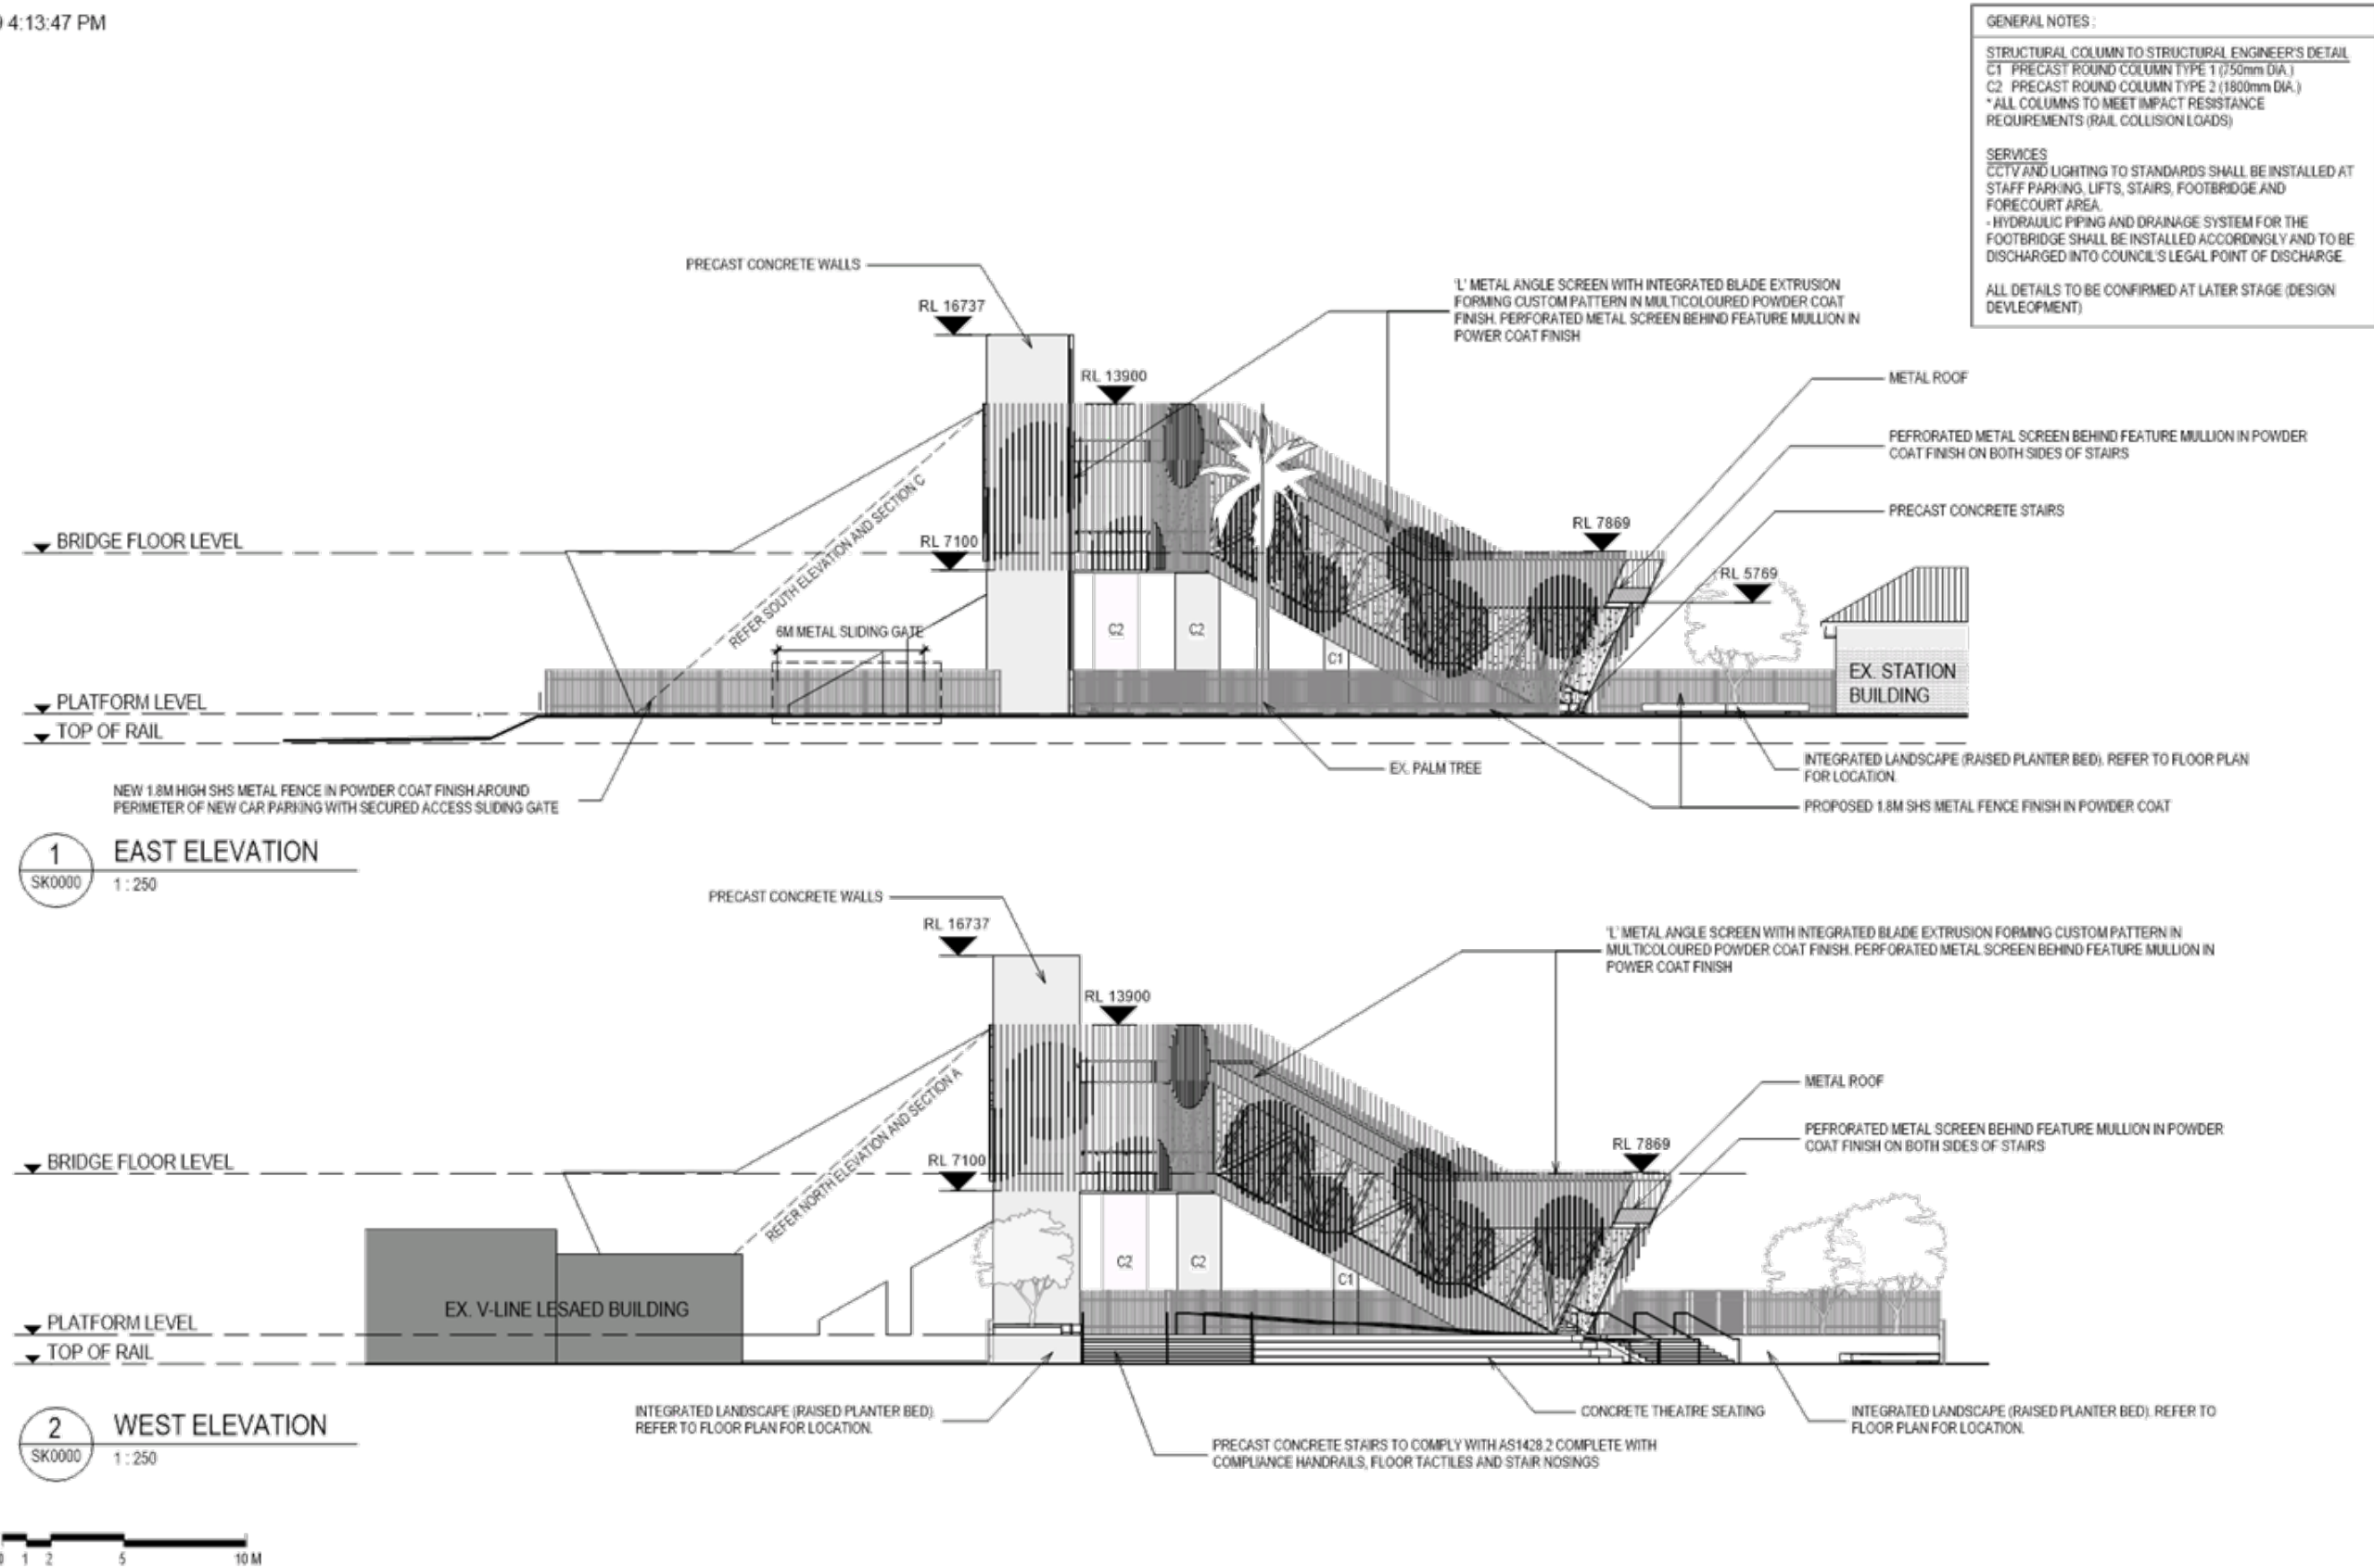 4:13:47 PM
GENERAL NOTES :
STRUCTURAL COLUMN TO STRUCTURAL ENGINEER'S DETAIL
C1 PRECAST ROUND COLUMN TYPE 1 (750mm DIA.)
C2 PRECAST ROUND COLUMN TYPE 2 (1800mm DIA.)
* ALL COLUMNS TO MEET IMPACT RESISTANCE
REQUIREMENTS (RAIL COLLISION LOADS)
SERVICES
CCTV AND LIGHTING TO STANDARDS SHALL BE INSTALLED AT
STAFF PARKING, LIFTS, STAIRS, FOOTBRIDGE AND
FORECOURT AREA.
- HYDRAULIC PIPING AND DRAINAGE SYSTEM FOR THE
FOOTBRIDGE SHALL BE INSTALLED ACCORDINGLY AND TO BE
DISCHARGED INTO COUNCIL'S LEGAL POINT OF DISCHARGE.
ALL DETAILS TO BE CONFIRMED AT LATER STAGE (DESIGN
DEVLEOPMENT)
PRECAST CONCRETE WALLS
RL 16737
'L' METAL ANGLE SCREEN WITH INTEGRATED BLADE EXTRUSION
FORMING CUSTOM PATTERN IN MULTICOLOURED POWDER COAT
FINISH. PERFORATED METAL SCREEN BEHIND FEATURE MULLION IN
POWER COAT FINISH
RL 13900
METAL ROOF
PEFRORATED METAL SCREEN BEHIND FEATURE MULLION IN POWDER
COAT FINISH ON BOTH SIDES OF STAIRS
PRECAST CONCRETE STAIRS
RL 7869
BRIDGE FLOOR LEVEL
RL 7100
RL 5769
REFER SOUTH ELEVATION AND SECTION C
6M METAL SLIDING GATE
C2
C2
C1
EX. STATION
BUILDING
PLATFORM LEVEL
TOP OF RAIL
EX. PALM TREE
INTEGRATED LANDSCAPE (RAISED PLANTER BED). REFER TO FLOOR PLAN
FOR LOCATION.
NEW 1.8M HIGH SHS METAL FENCE IN POWDER COAT FINISH AROUND
PERIMETER OF NEW CAR PARKING WITH SECURED ACCESS SLIDING GATE
PROPOSED 1.8M SHS METAL FENCE FINISH IN POWDER COAT
1
SK0000
EAST ELEVATION
1 : 250
PRECAST CONCRETE WALLS
RL 16737
'L' METAL ANGLE SCREEN WITH INTEGRATED BLADE EXTRUSION FORMING CUSTOM PATTERN IN
MULTICOLOURED POWDER COAT FINISH. PERFORATED METAL SCREEN BEHIND FEATURE MULLION IN
POWER COAT FINISH
RL 13900
METAL ROOF
PEFRORATED METAL SCREEN BEHIND FEATURE MULLION IN POWDER
COAT FINISH ON BOTH SIDES OF STAIRS
RL 7869
BRIDGE FLOOR LEVEL
RL 7100
REFER NORTH ELEVATION AND SECTION A
C2
C2
C1
EX. V-LINE LESAED BUILDING
PLATFORM LEVEL
TOP OF RAIL
INTEGRATED LANDSCAPE (RAISED PLANTER BED).
REFER TO FLOOR PLAN FOR LOCATION.
CONCRETE THEATRE SEATING
INTEGRATED LANDSCAPE (RAISED PLANTER BED). REFER TO
FLOOR PLAN FOR LOCATION.
PRECAST CONCRETE STAIRS TO COMPLY WITH AS1428.2 COMPLETE WITH
COMPLIANCE HANDRAILS, FLOOR TACTILES AND STAIR NOSINGS
2
SK0000
WEST ELEVATION
1 : 250
1 2 5 10 M